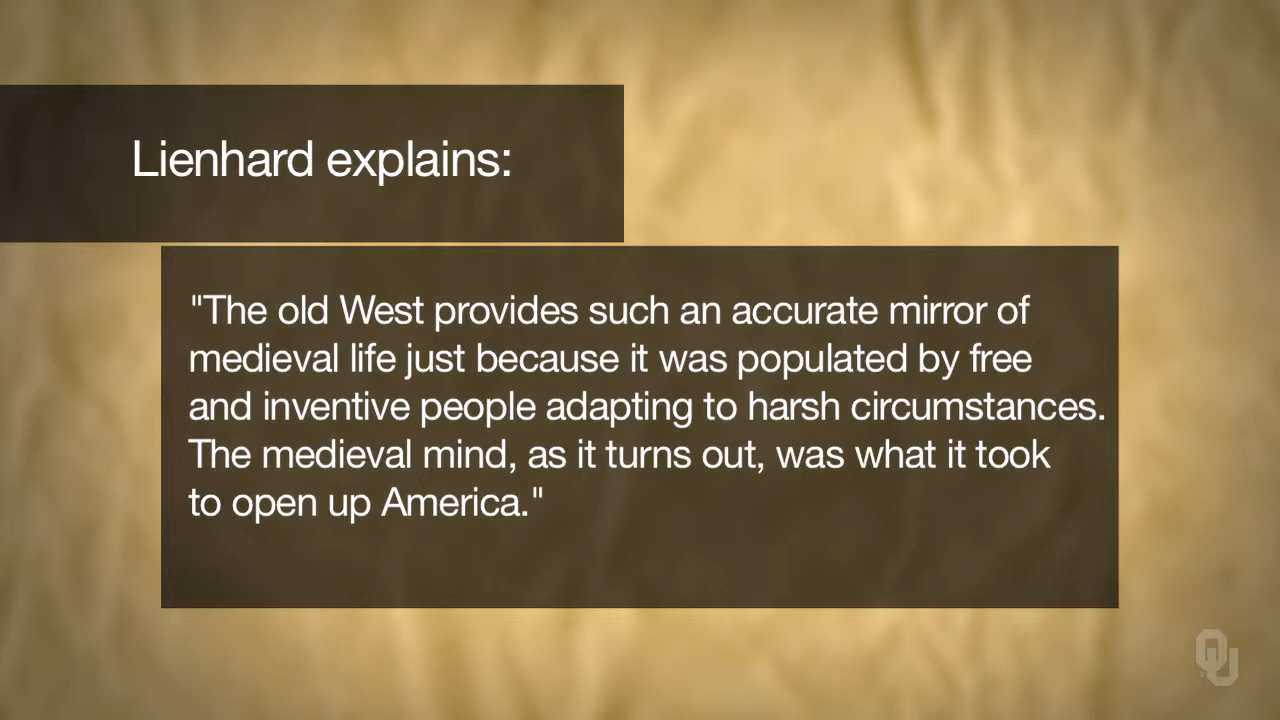 Lienhard explains:
"The old West provides such an accurate mirror of
medieval life just because it was populated by free
and inventive people adapting to harsh circumstances.
The medieval mind, as it turns out, was what it took
to open up America."
OU